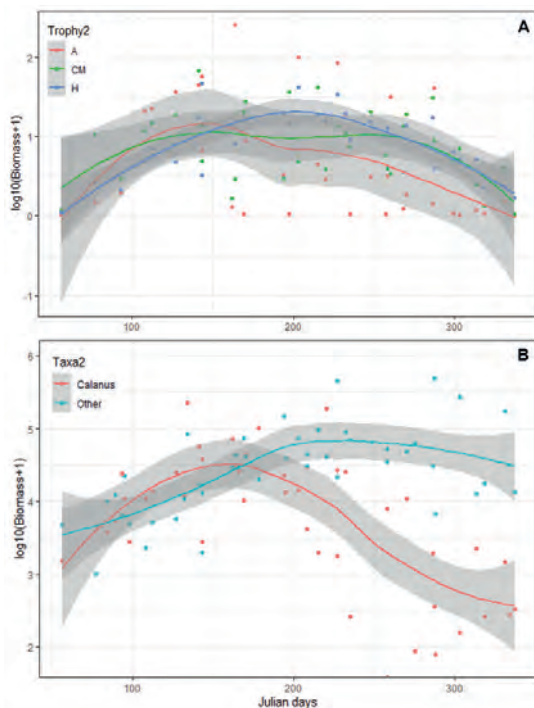 A
Trophy2
A
CM
H
log10(Biomass+1)
2
1
0
-1
100
200
300
B
Taxa2
Calanus
Other
log10(Biomass+1)
6
5
4
3
2
100
200
300
Julian days